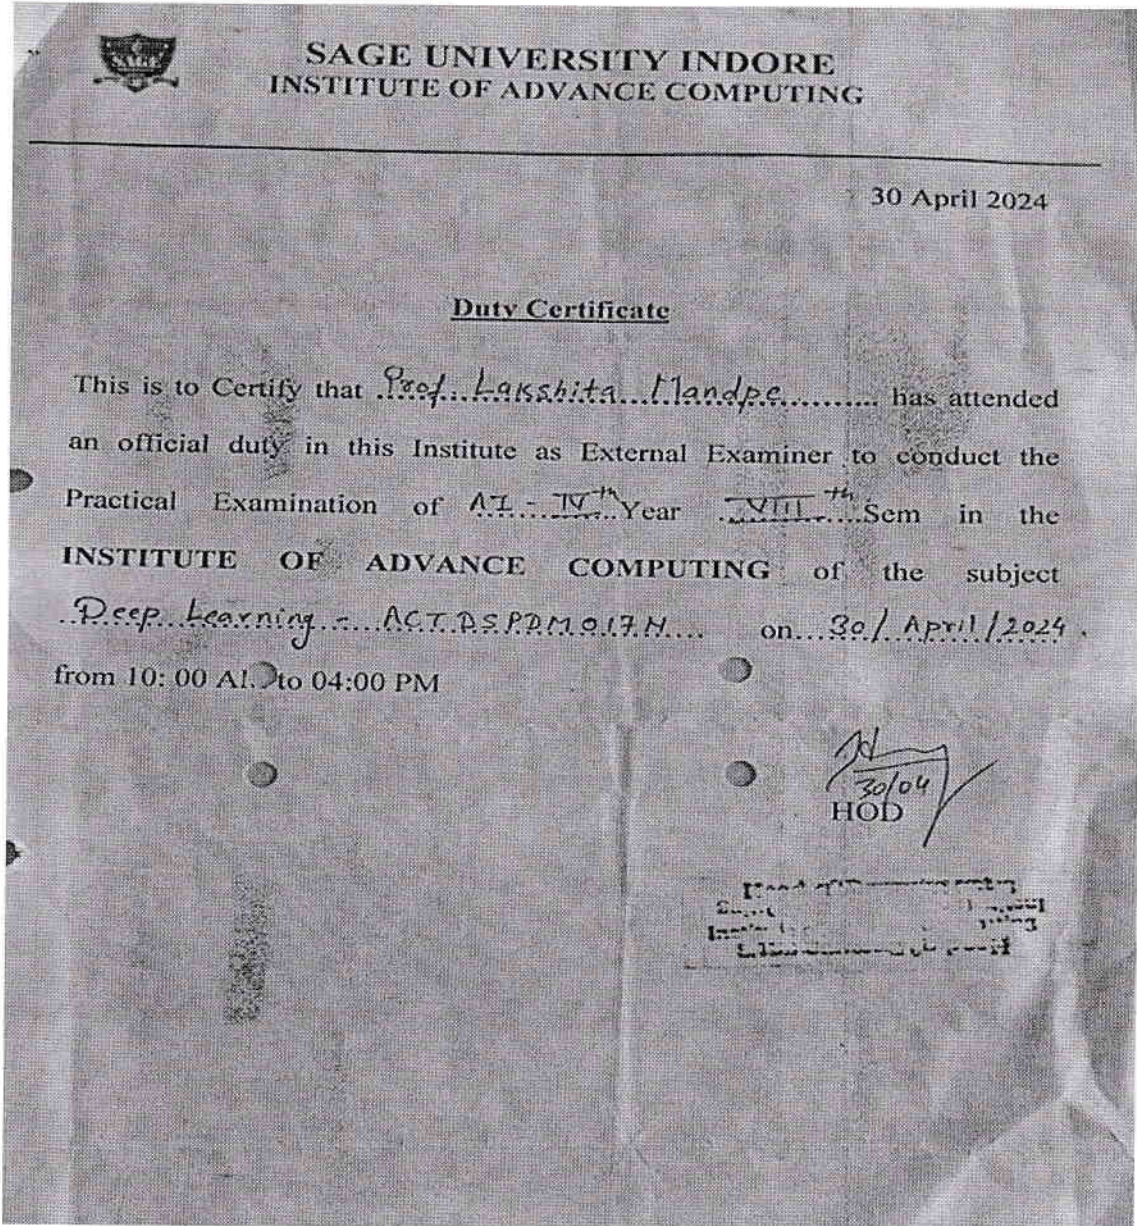 SAGE
SAGE UNIVERSITY INDORE
INSTITUTE OF ADVANCE COMPUTING
30 April 2024
Duty Certificate
This is to Certify that Prof. Lakshita Mandpe has attended
an official duty in this Institute as External Examiner to conduct the
Practical Examination of AI - IVth Year VIIIth Sem in the
INSTITUTE OF ADVANCE COMPUTING of the subject
Deep Learning - ACTDSPDM017H on 30/April/2024.
from 10: 00 to 04:00 PM
30/04
HOD